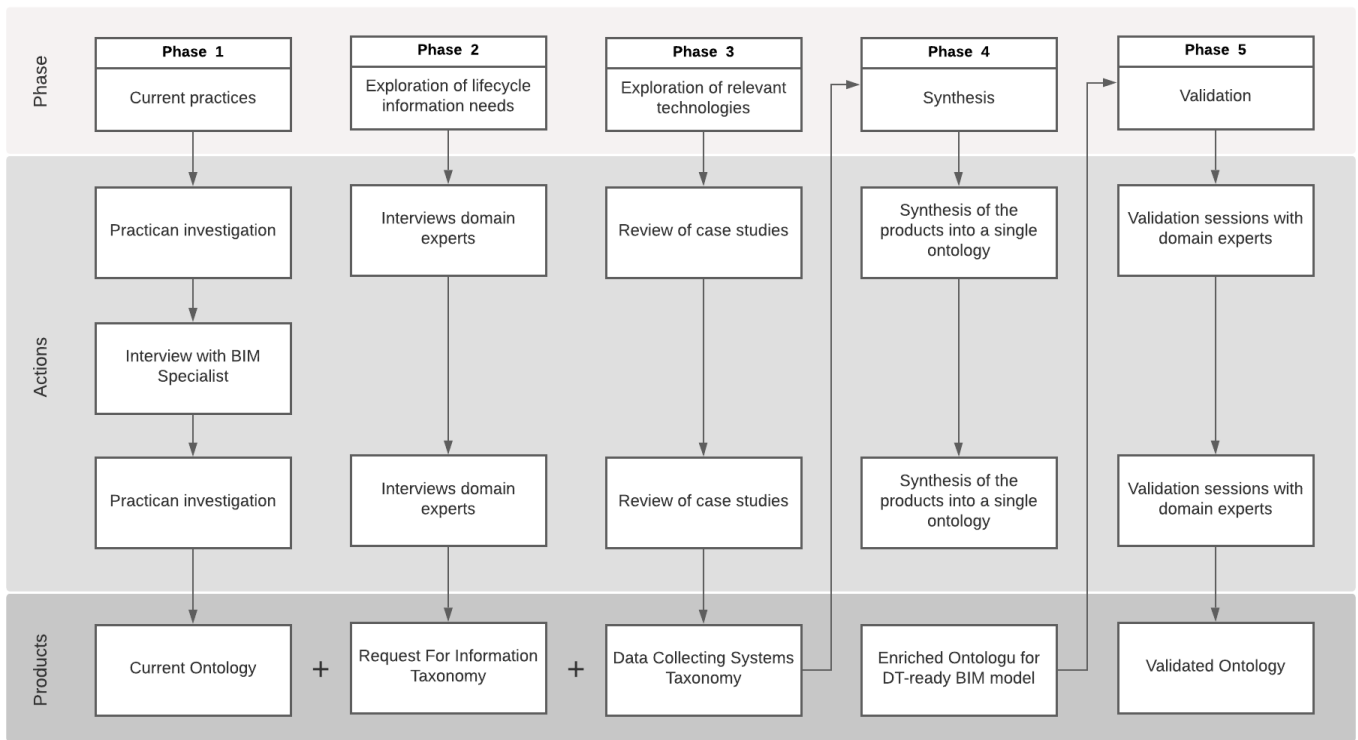 Phase
Phase 1
Current practices
Phase 2
Exploration of lifecycle
information needs
Phase 3
Exploration of relevant
technologies
Phase 4
Synthesis
Phase 5
Validation
Actions
Practican investigation
Interviews domain
experts
Review of case studies
Synthesis of the
products into a single
ontology
Validation sessions with
domain experts
Interview with BIM
Specialist
Practican investigation
Interviews domain
experts
Review of case studies
Synthesis of the
products into a single
ontology
Validation sessions with
domain experts
Products
Current Ontology
+
Request For Information
Taxonomy
+
Data Collecting Systems
Taxonomy
Enriched Ontologu for
DT-ready BIM model
Validated Ontology